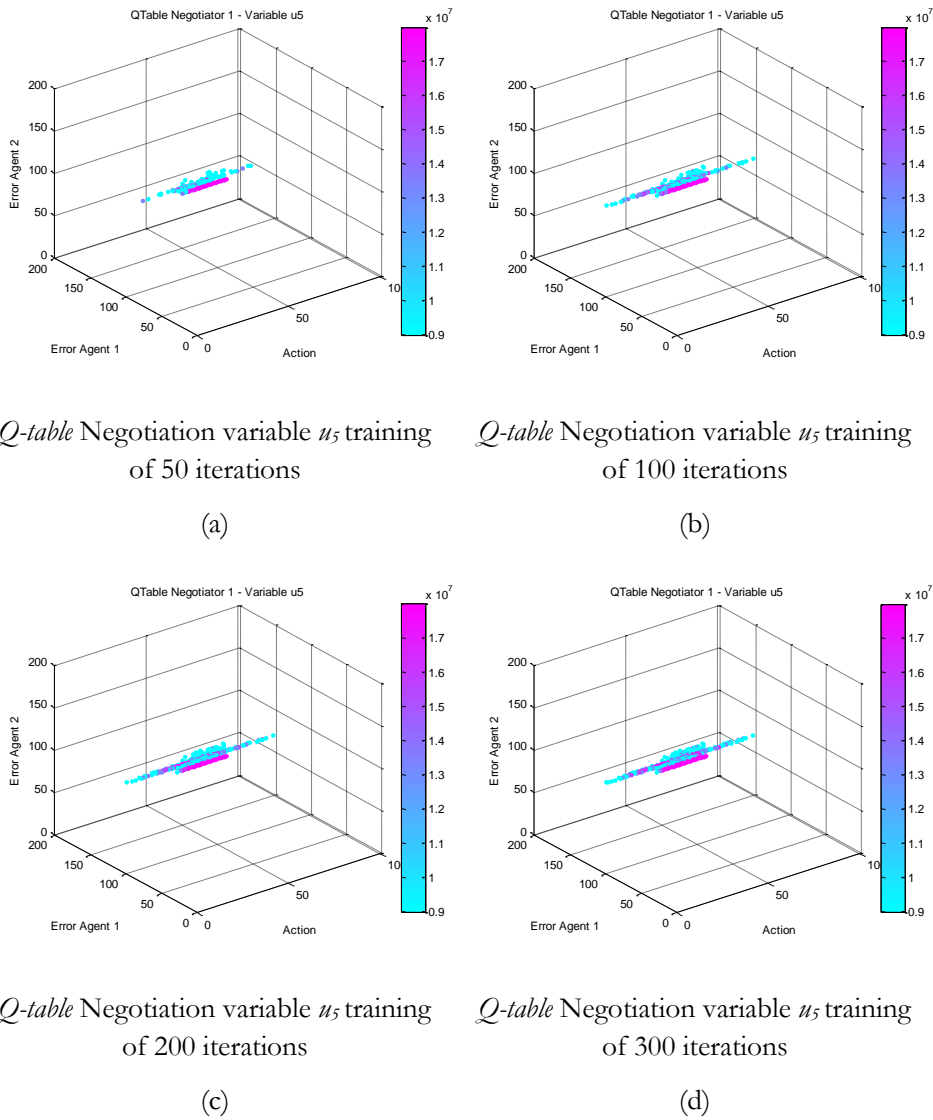 QTable Negotiator 1 - Variable u5
x 10^7
200
150
100
50
0
Error Agent 2
200
150
100
50
0
Error Agent 1
0
50
10
Action
1.7
1.6
1.5
1.4
1.3
1.2
1.1
1
0.9
Q-table Negotiation variable u5 training
of 50 iterations
(a)
QTable Negotiator 1 - Variable u5
x 10^7
200
150
100
50
0
Error Agent 2
200
150
100
50
0
Error Agent 1
0
50
10
Action
1.7
1.6
1.5
1.4
1.3
1.2
1.1
1
0.9
Q-table Negotiation variable u5 training
of 100 iterations
(b)
QTable Negotiator 1 - Variable u5
x 10^7
200
150
100
50
0
Error Agent 2
200
150
100
50
0
Error Agent 1
0
50
10
Action
1.7
1.6
1.5
1.4
1.3
1.2
1.1
1
0.9
Q-table Negotiation variable u5 training
of 200 iterations
(c)
QTable Negotiator 1 - Variable u5
x 10^7
200
150
100
50
0
Error Agent 2
200
150
100
50
0
Error Agent 1
0
50
10
Action
1.7
1.6
1.5
1.4
1.3
1.2
1.1
1
0.9
Q-table Negotiation variable u5 training
of 300 iterations
(d)